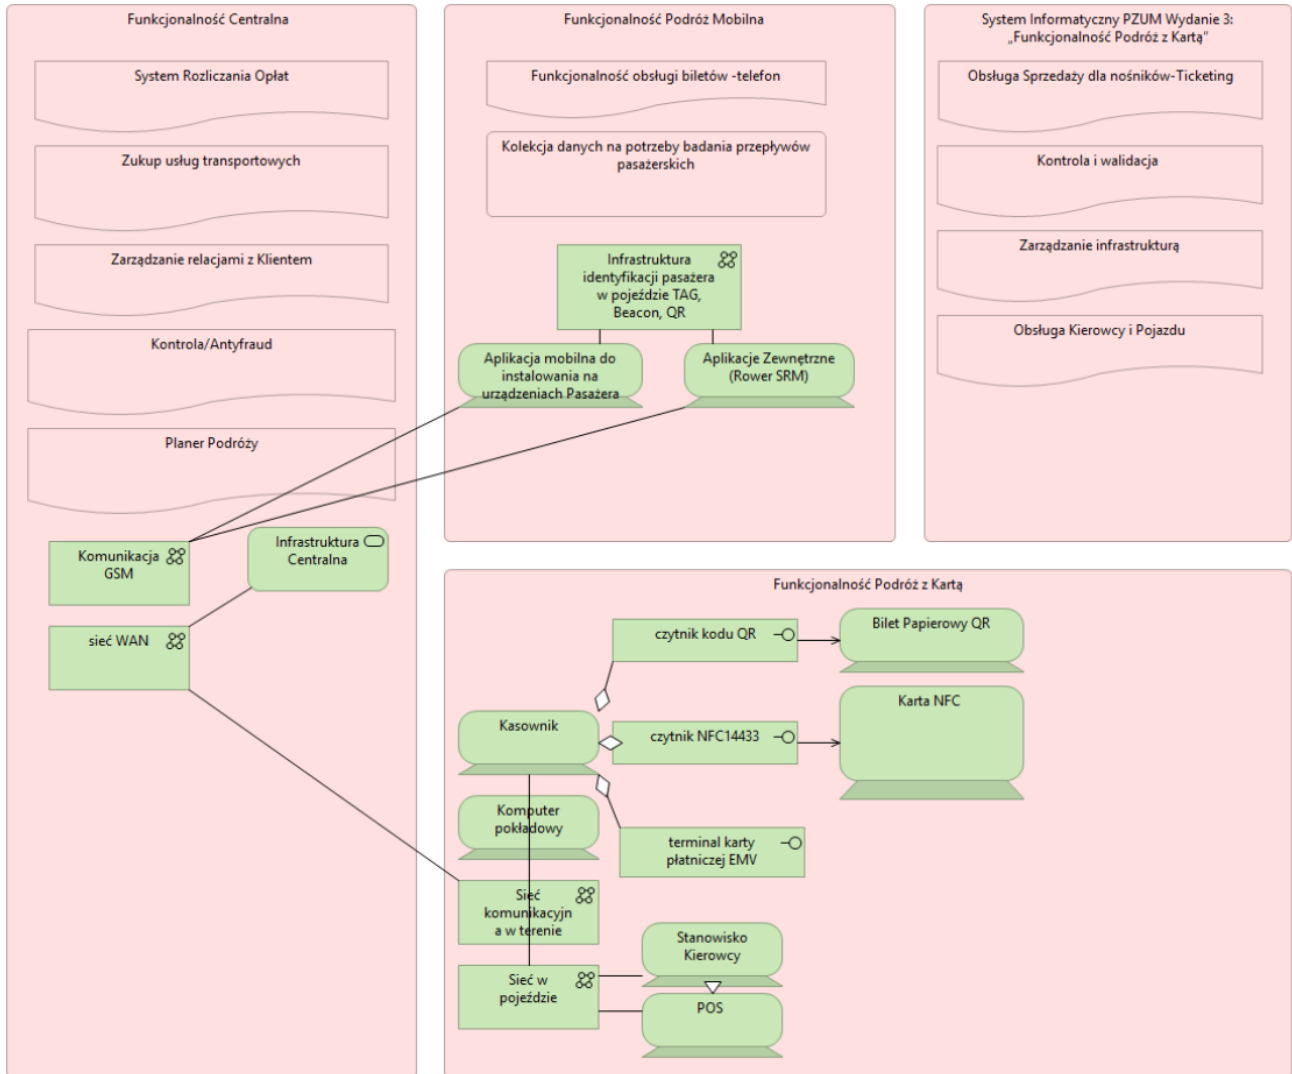 Funkcjonalność Centralna
System Rozliczania Opłat
Zukup usług transportowych
Zarządzanie relacjami z Klientem
Kontrola/Antyfraud
Planer Podróży
Komunikacja
GSM
Infrastruktura
Centralna
sieć WAN
Funkcjonalność Podróż Mobilna
Funkcjonalność obsługi biletów -telefon
Kolekcja danych na potrzeby badania przepływów
pasażerskich
Infrastruktura
identyfikacji pasażera
w pojeździe TAG,
Beacon, QR
Aplikacja mobilna do
instalowania na
urządzeniach Pasażera
Aplikacje Zewnętrzne
(Rower SRM)
System Informatyczny PZUM Wydanie 3:
„Funkcjonalność Podróż z Kartą”
Obsługa Sprzedaży dla nośników-Ticketing
Kontrola i walidacja
Zarządzanie infrastrukturą
Obsługa Kierowcy i Pojazdu
Funkcjonalność Podróż z Kartą
czytnik kodu QR
Bilet Papierowy QR
Kasownik
czytnik NFC14433
Karta NFC
Komputer
pokładowy
terminal karty
płatniczej EMV
Sieć
komunikacyjn
a w terenie
Stanowisko
Kierowcy
Sieć w
pojeździe
POS